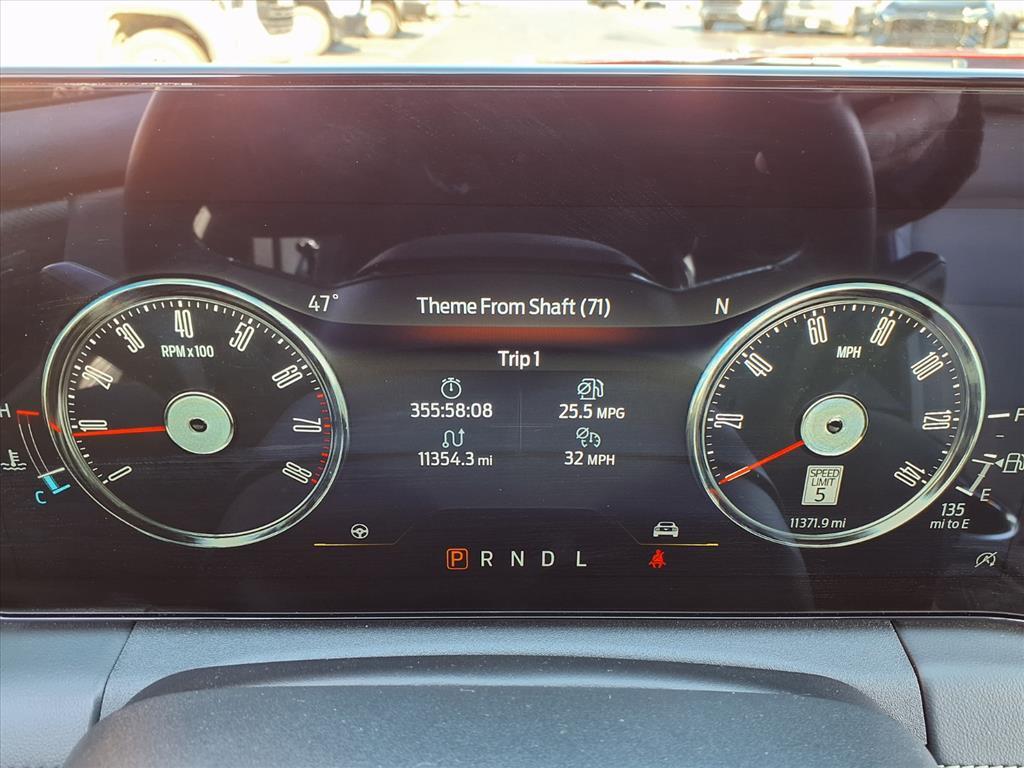 47°
Theme From Shaft (71)
N
Trip 1
355:58:08
25.5 MPG
11354.3 mi
32 MPH
0
10
20
30
40
50
60
70
80
RPM x 100
H
C
20
40
60
80
100
120
140
MPH
SPEED
LIMIT
5
11371.9 mi
F
E
135
mi to E
P R N D L